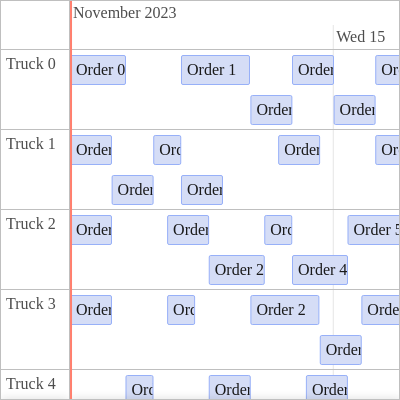 November 2023
Wed 15
Truck 0
Order 0
Order 1
Order
Or
Order
Order
Truck 1
Order
Orc
Order
Or
Order
Order
Truck 2
Order
Order
Orc
Order 5
Order 2
Order 4
Truck 3
Order
Orc
Order 2
Orde
Order
Truck 4
Orc
Order
Order